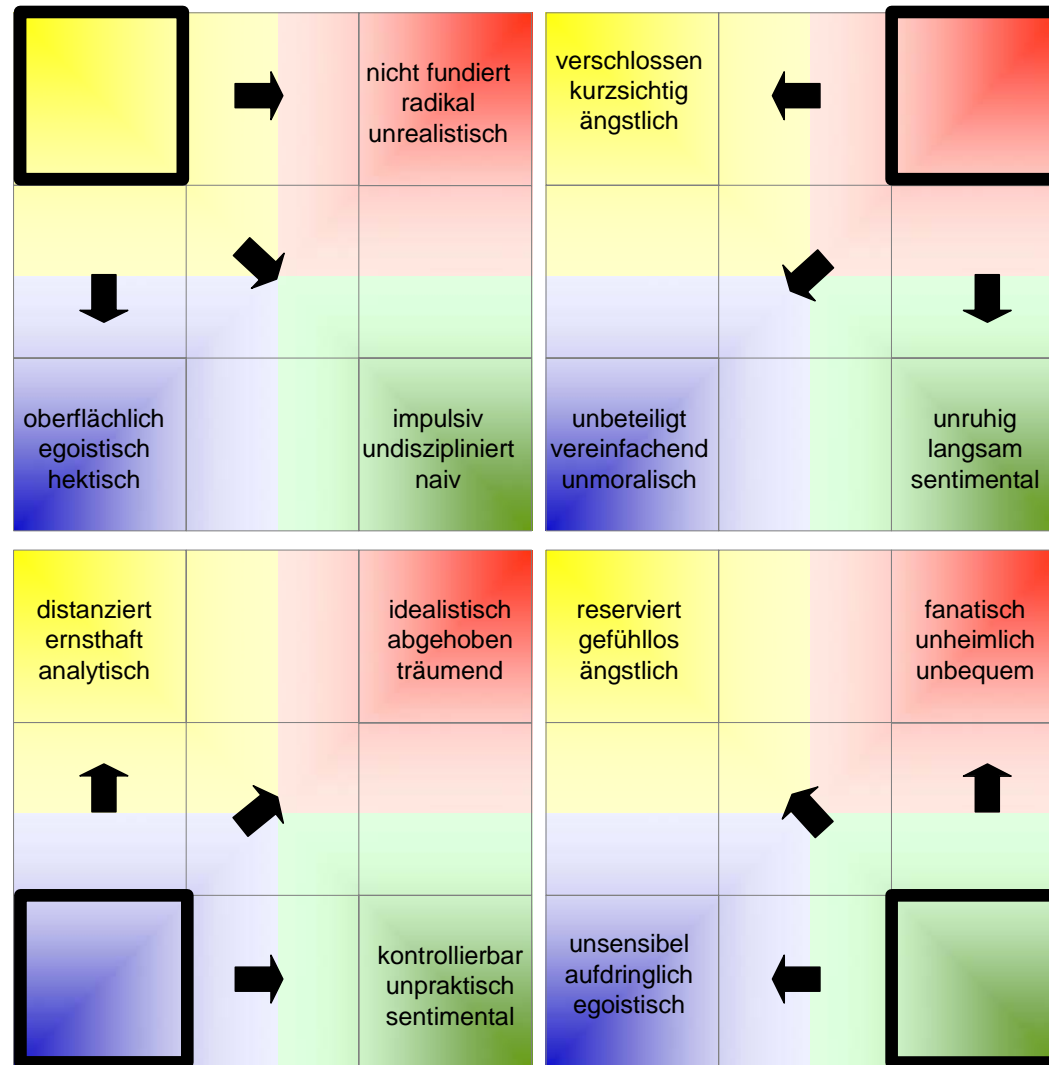 nicht fundiert
radikal
unrealistisch
oberflächlich
egoistisch
hektisch
impulsiv
undiszipliniert
naiv
verschlossen
kurzsichtig
ängstlich
unbeteiligt
vereinfachend
unmoralisch
unruhig
langsam
sentimental
distanziert
ernsthaft
analytisch
idealistisch
abgehoben
träumend
kontrollierbar
unpraktisch
sentimental
reserviert
gefühllos
ängstlich
fanatisch
unheimlich
unbequem
unsensibel
aufdringlich
egoistisch